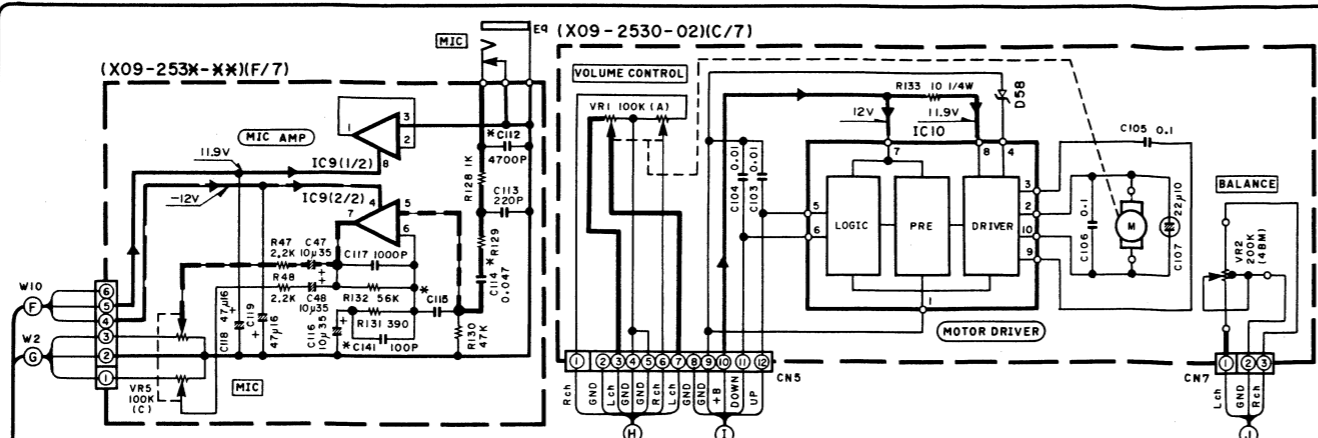 (X09-253X-XX)(F/7)
MIC
E9
(X09-2530-02)(C/7)
MIC AMP
11.9V
-12V
IC9(1/2)
IC9(2/2)
1
3
2
8
4
7
5
6
*C112
4700P
R128 1K
C113
220P
R129
*
C114
0.047
R47
2.2K
C47
10μ35
R48
2.2K
C48
10μ35
C117 1000P
R132 56K
*
R131 390
C115
C116
10μ35
*C141
100P
R130
47K
C118
47μ16
C119
47μ16
W10
F
W2
G
6
5
4
3
2
1
VR5
100K
(C)
MIC
VOLUME CONTROL
VR1 100K (A)
R133 10 1/4W
D58
12V
11.9V
IC10
7
8
4
C104 0.01
C103 0.01
5
6
LOGIC
PRE
DRIVER
3
2
10
9
1
MOTOR DRIVER
C105 0.1
C106 0.1
M
C107 22μ10
BALANCE
VR2
200K
(4BM)
1
2
3
4
5
6
7
8
9
10
11
12
CN5
Rch
GND
Lch
GND
GND
Rch
Lch
GND
GND
+B
DOWN
UP
H
I
1
2
3
CN7
Lch
GND
Rch
J